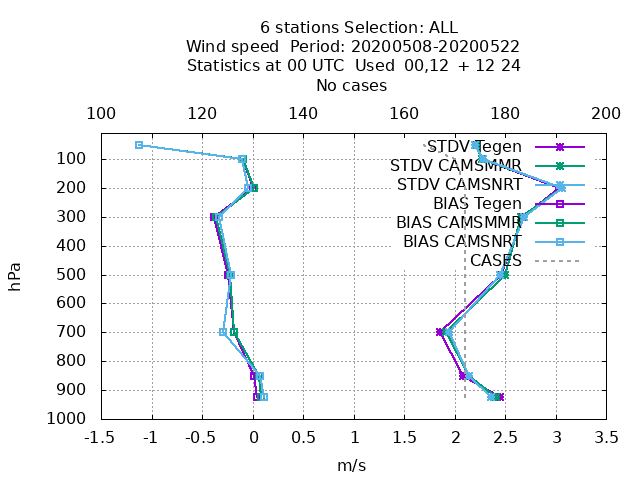 6 stations Selection: ALL
Wind speed  Period: 20200508-20200522
Statistics at 00 UTC  Used  00,12  + 12 24
No cases
100 120 140 160 180 200
STDV Tegen
STDV CAMSMMR
STDV CAMSNRT
BIAS Tegen
BIAS CAMSMMR
BIAS CAMSNRT
CASES
hPa
100
200
300
400
500
600
700
800
900
1000
-1.5 -1 -0.5 0 0.5 1 1.5 2 2.5 3 3.5
m/s